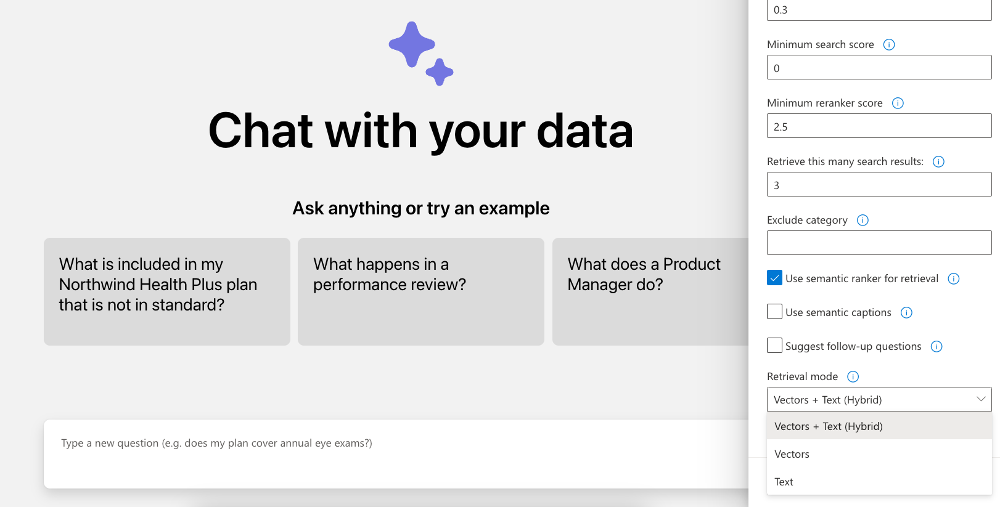 Chat with your data
Ask anything or try an example
What is included in my
Northwind Health Plus plan
that is not in standard?
What happens in a
performance review?
What does a Product
Manager do?
Type a new question (e.g. does my plan cover annual eye exams?)
0.3
Minimum search score
0
Minimum reranker score
2.5
Retrieve this many search results:
3
Exclude category
Use semantic ranker for retrieval
Use semantic captions
Suggest follow-up questions
Retrieval mode
Vectors + Text (Hybrid)
Vectors + Text (Hybrid)
Vectors
Text